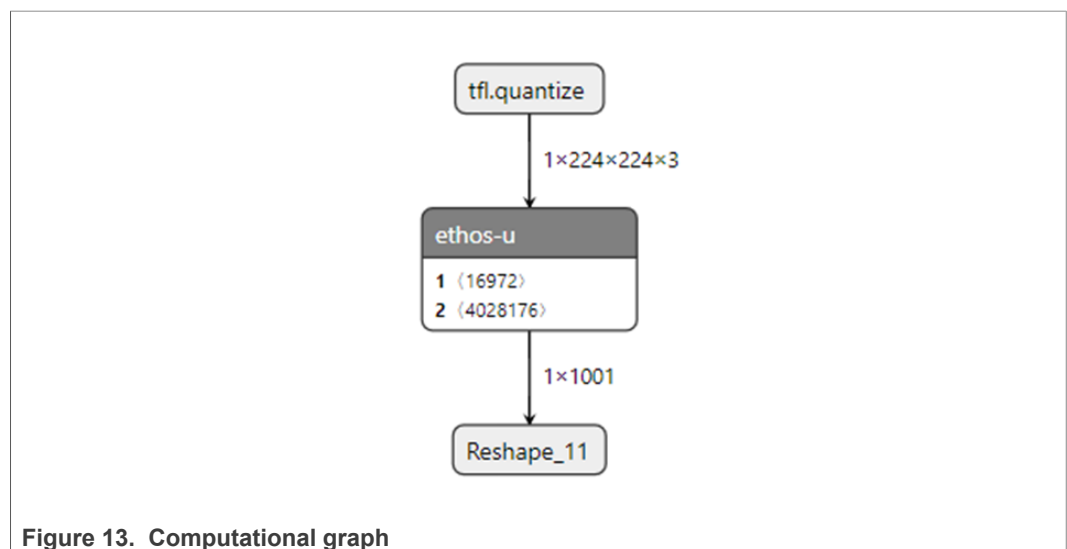 tfl.quantize
1×224×224×3
ethos-u
1 〈16972〉
2 〈4028176〉
1×1001
Reshape_11
Figure 13. Computational graph